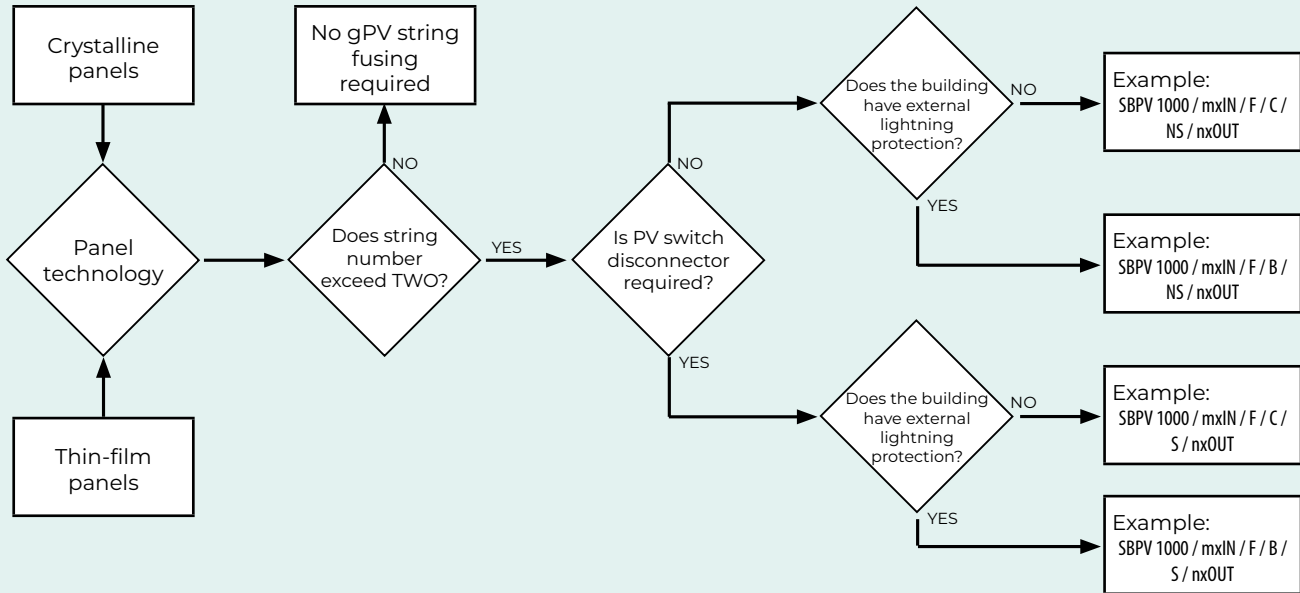 Crystalline
panels
No gPV string
fusing
required
Does the building
have external
lightning
protection?
NO
Example:
SBPV 1000 / mxIN / F / C /
NS / nxOUT
NO
NO
YES
Panel
technology
Does string
number
exceed TWO?
YES
Is PV switch
disconnector
required?
Example:
SBPV 1000 / mxIN / F / B /
NS / nxOUT
YES
Does the building
have external
lightning
protection?
NO
Example:
SBPV 1000 / mxIN / F / C /
S / nxOUT
Thin-film
panels
YES
Example:
SBPV 1000 / mxIN / F / B /
S / nxOUT